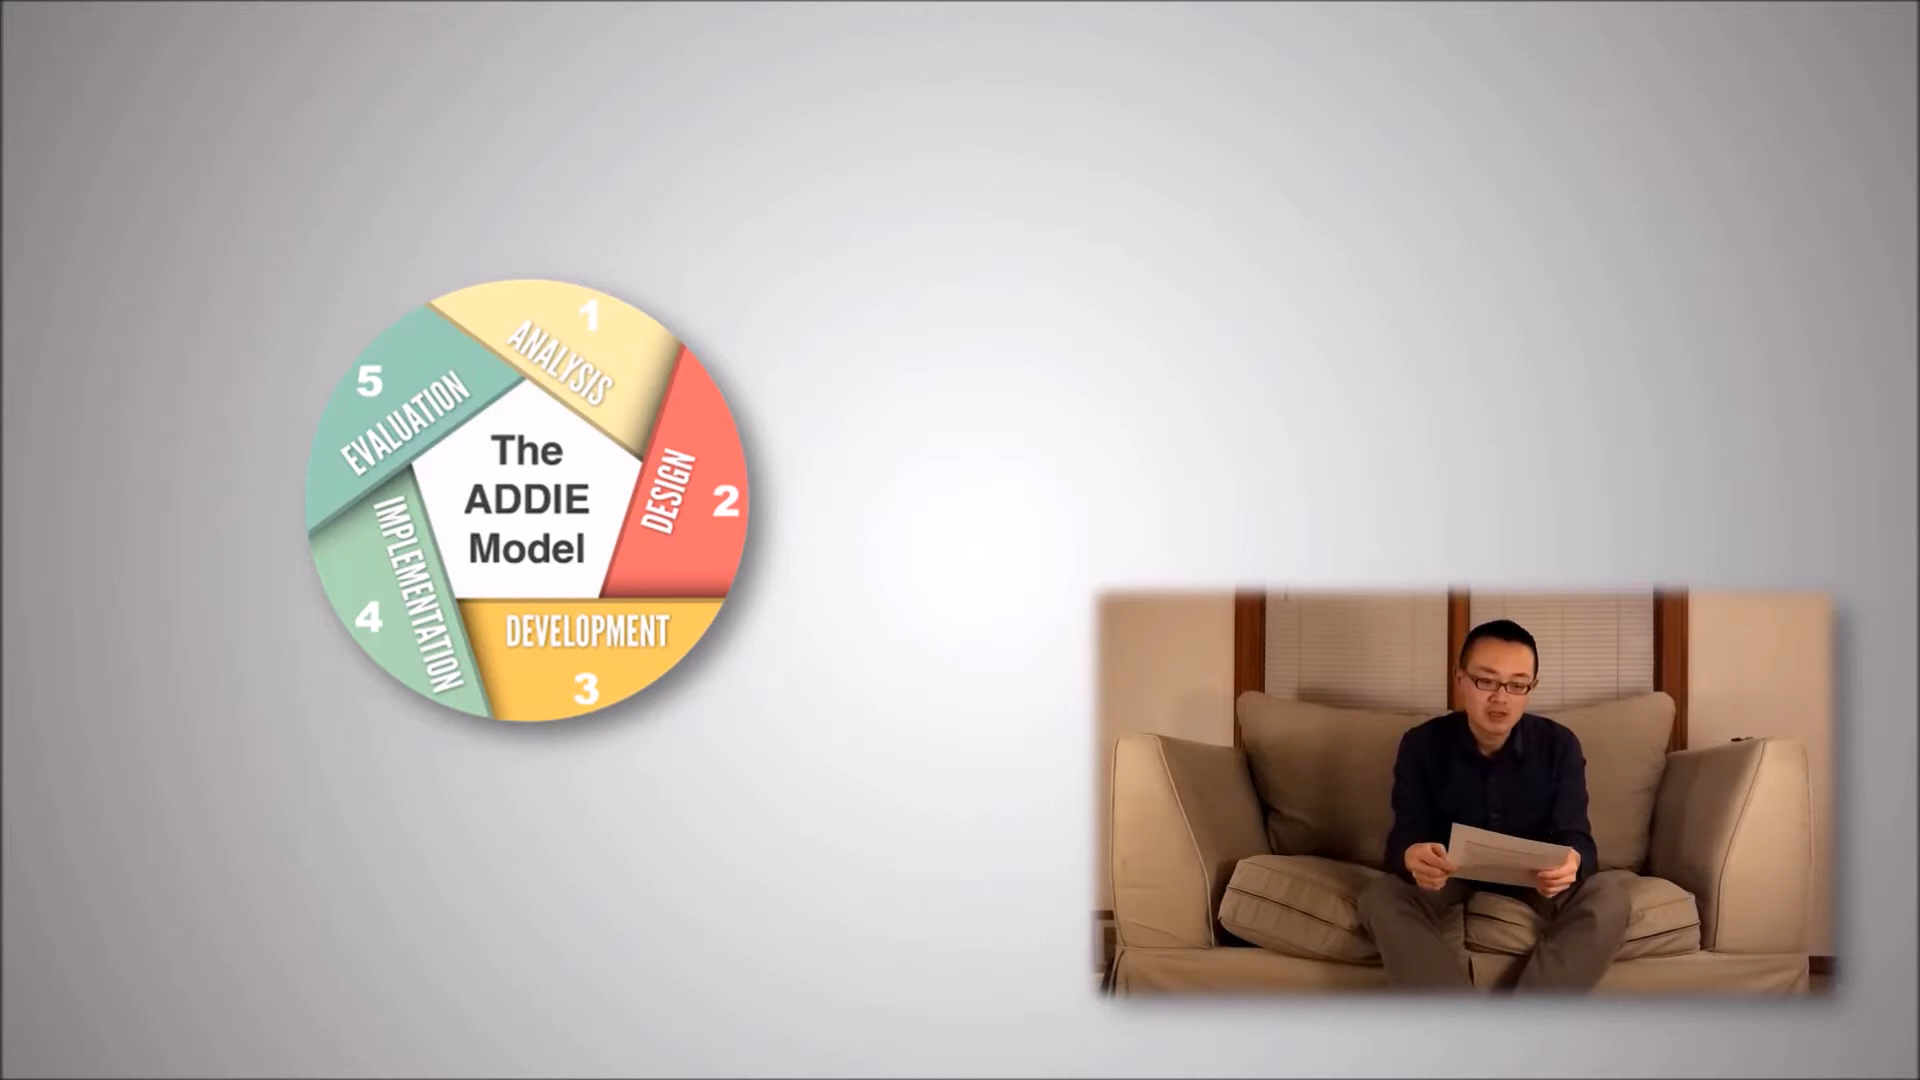 The
ADDIE
Model
1
ANALYSIS
2
DESIGN
DEVELOPMENT
3
4
IMPLEMENTATION
5
EVALUATION